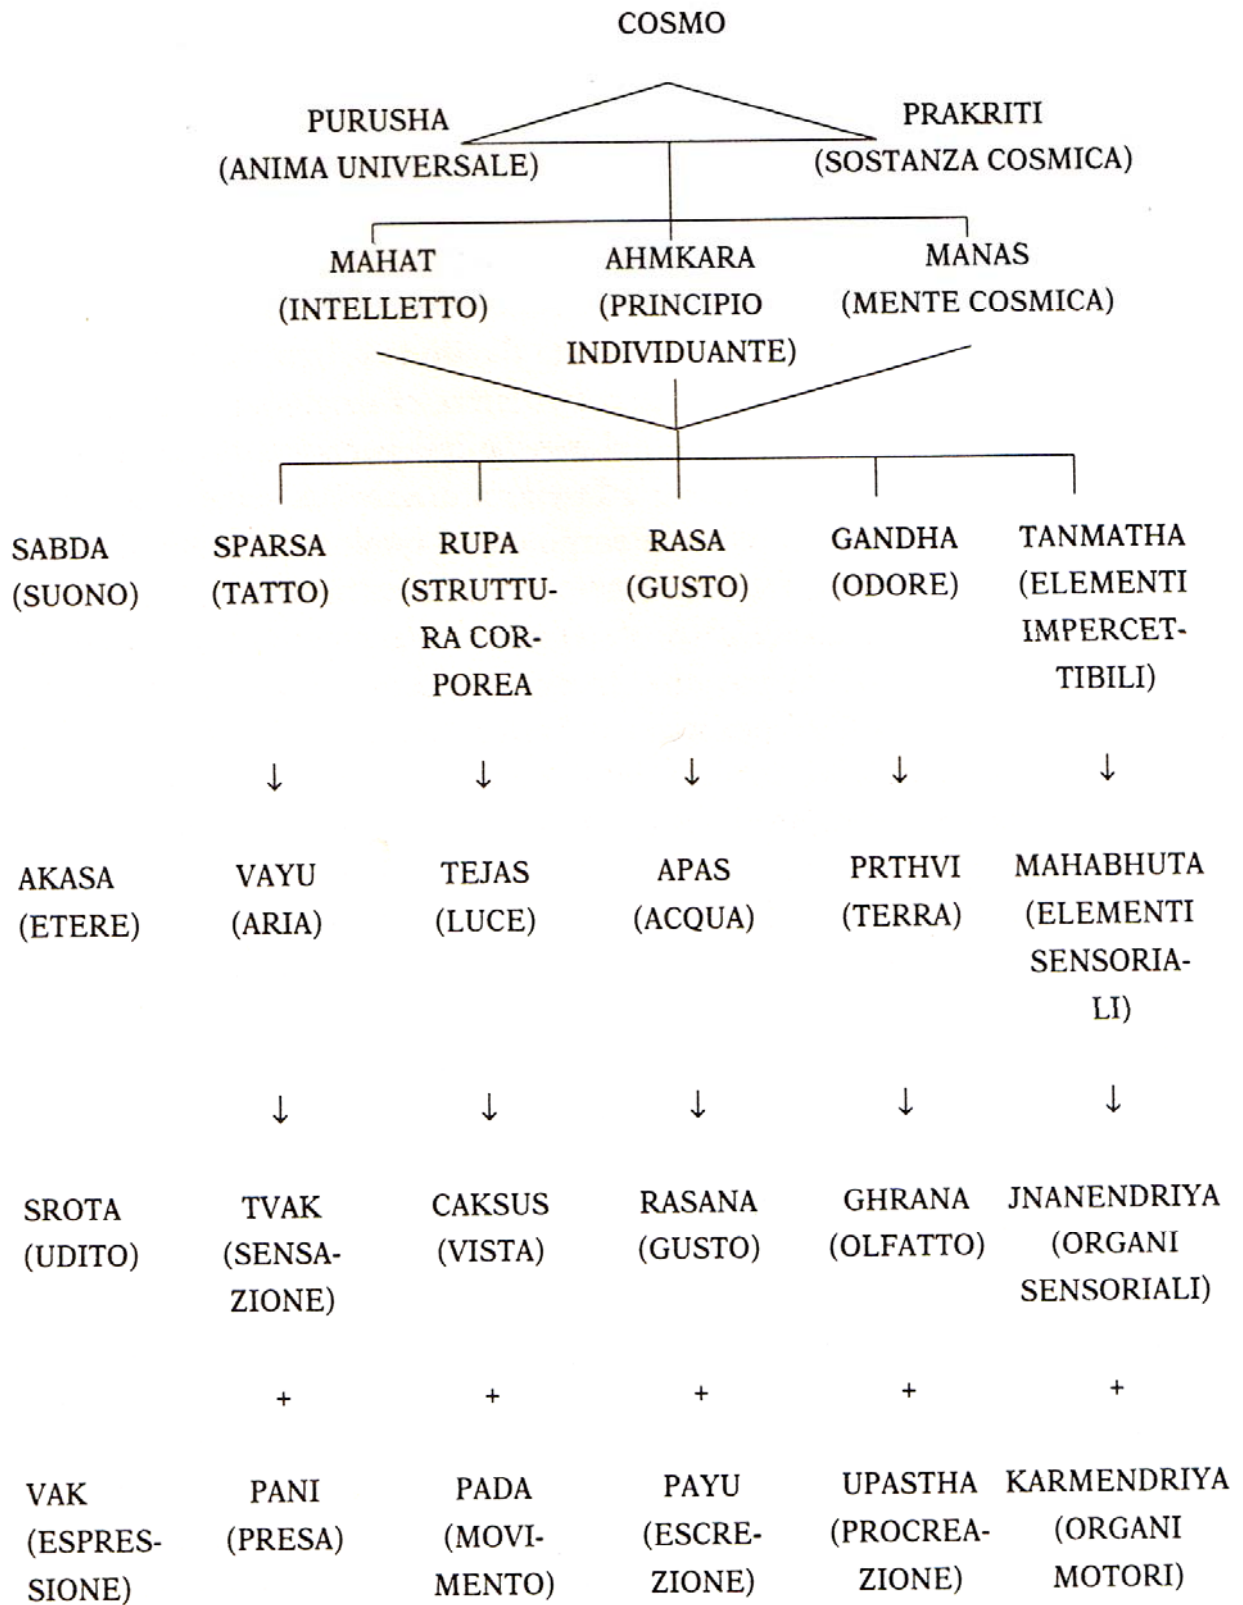 COSMO
PURUSHA
(ANIMA UNIVERSALE)
PRAKRITI
(SOSTANZA COSMICA)
MAHAT
(INTELLETTO)
AHMKARA
(PRINCIPIO
INDIVIDUANTE)
MANAS
(MENTE COSMICA)
SABDA
(SUONO)
SPARSA
(TATTO)
RUPA
(STRUTTU-
RA COR-
POREA
RASA
(GUSTO)
GANDHA
(ODORE)
TANMATHA
(ELEMENTI
IMPERCET-
TIBILI)
↓ ↓ ↓ ↓ ↓
AKASA
(ETERE)
VAYU
(ARIA)
TEJAS
(LUCE)
APAS
(ACQUA)
PRTHVI
(TERRA)
MAHABHUTA
(ELEMENTI
SENSORIA-
LI)
↓ ↓ ↓ ↓ ↓
SROTA
(UDITO)
TVAK
(SENSA-
ZIONE)
CAKSUS
(VISTA)
RASANA
(GUSTO)
GHRANA
(OLFATTO)
JNANENDRIYA
(ORGANI
SENSORIALI)
+ + + + +
VAK
(ESPRES-
SIONE)
PANI
(PRESA)
PADA
(MOVI-
MENTO)
PAYU
(ESCRE-
ZIONE)
UPASTHA
(PROCREA-
ZIONE)
KARMENDRIYA
(ORGANI
MOTORI)